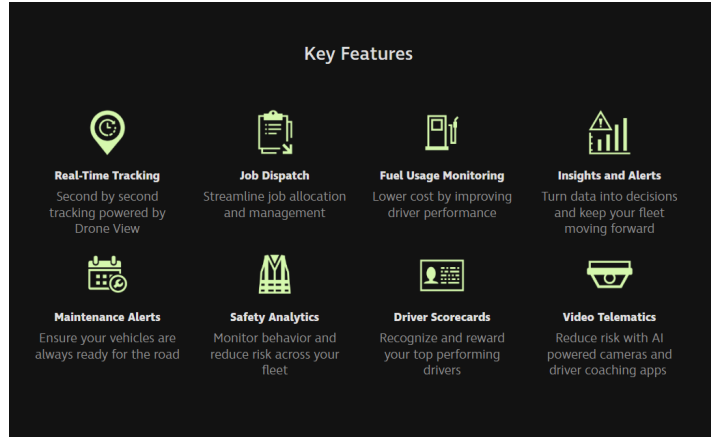 Key Features
Real-Time Tracking
Second by second
tracking powered by
Drone View
Job Dispatch
Streamline job allocation
and management
Fuel Usage Monitoring
Lower cost by improving
driver performance
Insights and Alerts
Turn data into decisions
and keep your fleet
moving forward
Maintenance Alerts
Ensure your vehicles are
always ready for the road
Safety Analytics
Monitor behavior and
reduce risk across your
fleet
Driver Scorecards
Recognize and reward
your top performing
drivers
Video Telematics
Reduce risk with AI
powered cameras and
driver coaching apps